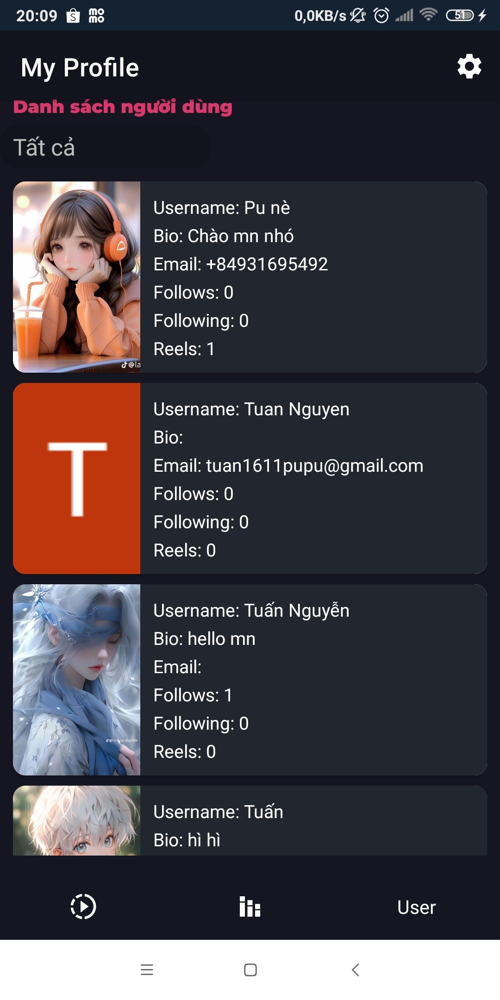 20:09
S
mo
mo
0,0KB/s
51
My Profile
Danh sách người dùng
Tất cả
Username: Pu nè
Bio: Chào mn nhó
Email: +84931695492
Follows: 0
Following: 0
Reels: 1
@la
T
Username: Tuan Nguyen
Bio:
Email: tuan1611pupu@gmail.com
Follows: 0
Following: 0
Reels: 0
Username: Tuấn Nguyễn
Bio: hello mn
Email:
Follows: 1
Following: 0
Reels: 0
Username: Tuấn
Bio: hì hì
User